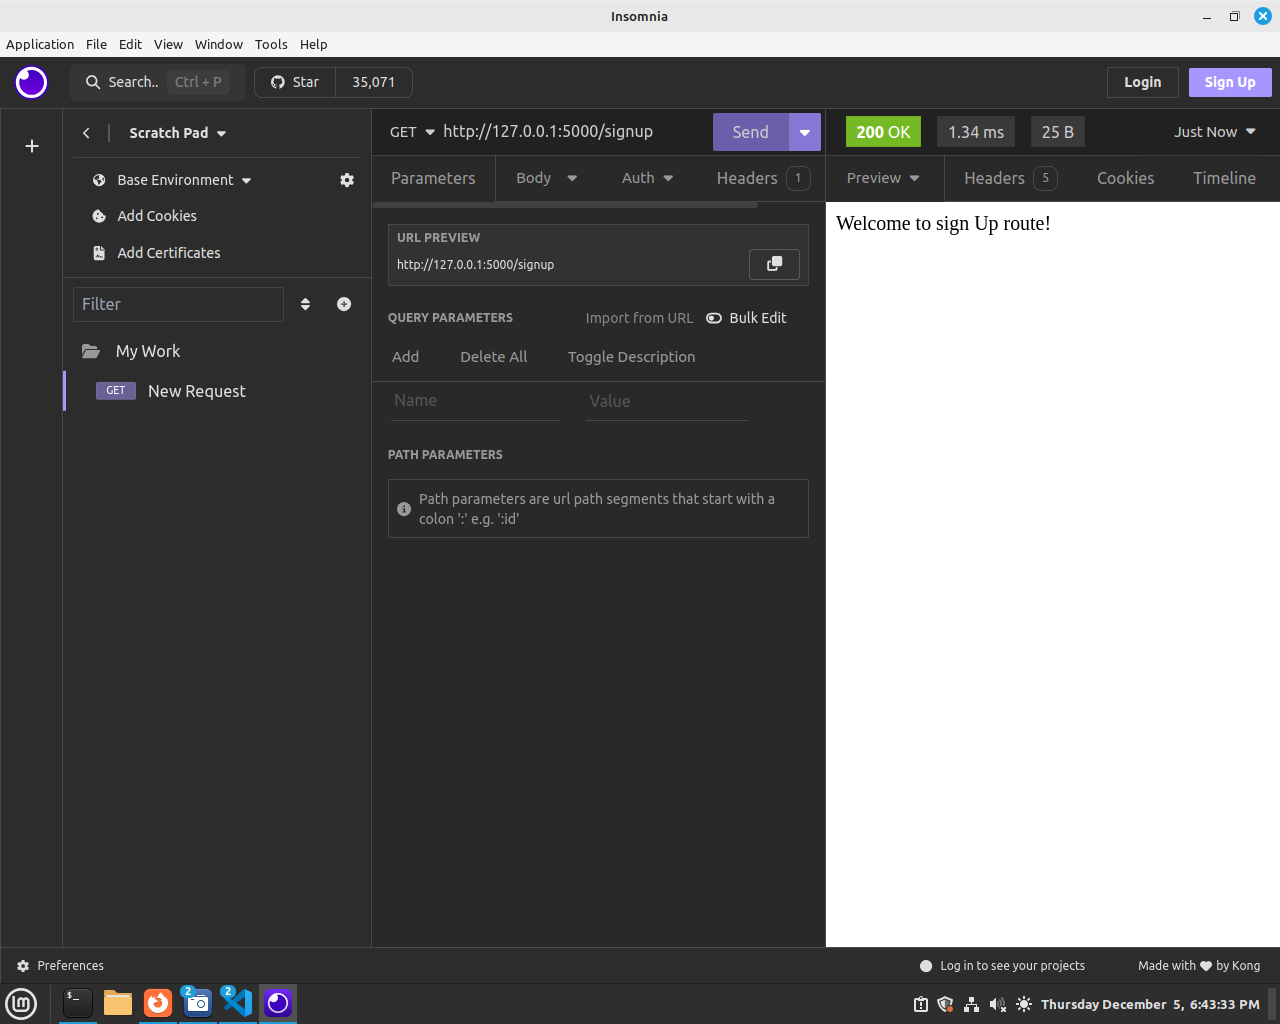 Insomnia
Application File Edit View Window Tools Help
Search.. Ctrl + P Star 35,071 Login Sign Up
Scratch Pad
Base Environment
Add Cookies
Add Certificates
Filter
My Work
GET New Request
GET http://127.0.0.1:5000/signup Send
Parameters Body Auth Headers 1
URL PREVIEW
http://127.0.0.1:5000/signup
QUERY PARAMETERS Import from URL Bulk Edit
Add Delete All Toggle Description
Name Value
PATH PARAMETERS
Path parameters are url path segments that start with a
colon ':' e.g. ':id'
200 OK 1.34 ms 25 B Just Now
Preview Headers 5 Cookies Timeline
Welcome to sign Up route!
Preferences Log in to see your projects Made with by Kong
$_ 2 2 Thursday December 5, 6:43:33 PM